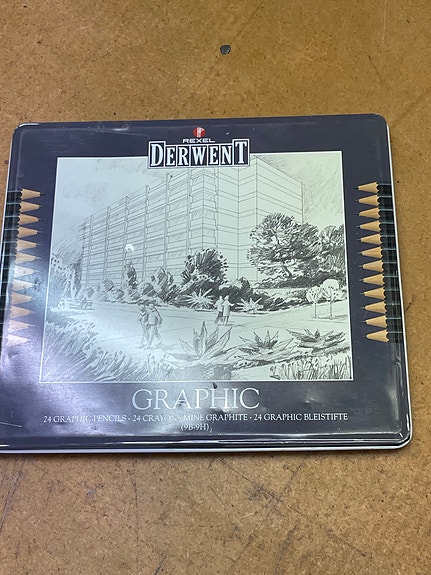 REXEL
DERWENT
GRAPHIC
24 GRAPHIC PENCILS • 24 CRAYONS MINE GRAPHITE • 24 GRAPHIC BLEISTIFTE
(9B-9H)